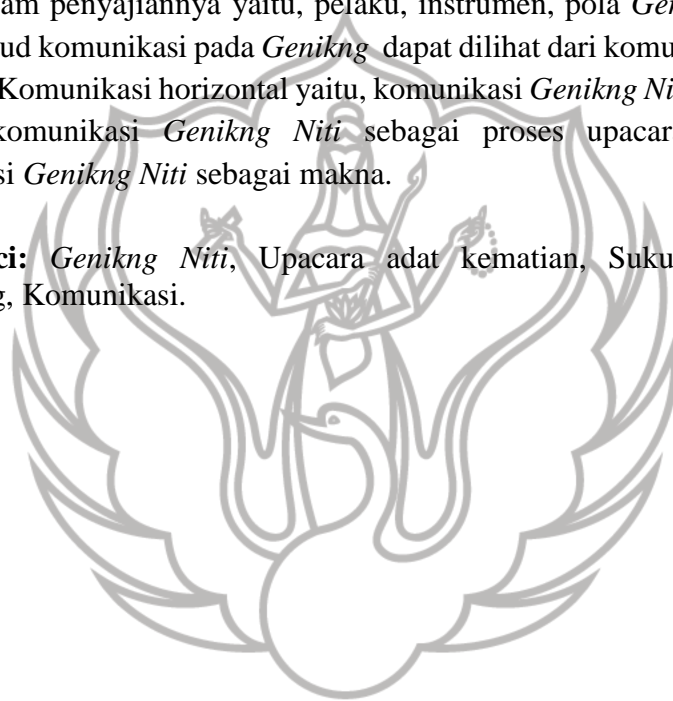 am penyajiannya yaitu, pelaku, instrumen, pola Gen
ud komunikasi pada Genikng dapat dilihat dari komu
Komunikasi horizontal yaitu, komunikasi Genikng Ni
komunikasi Genikng Niti sebagai proses upacar
si Genikng Niti sebagai makna.
ci: Genikng Niti, Upacara adat kematian, Suku
g, Komunikasi.